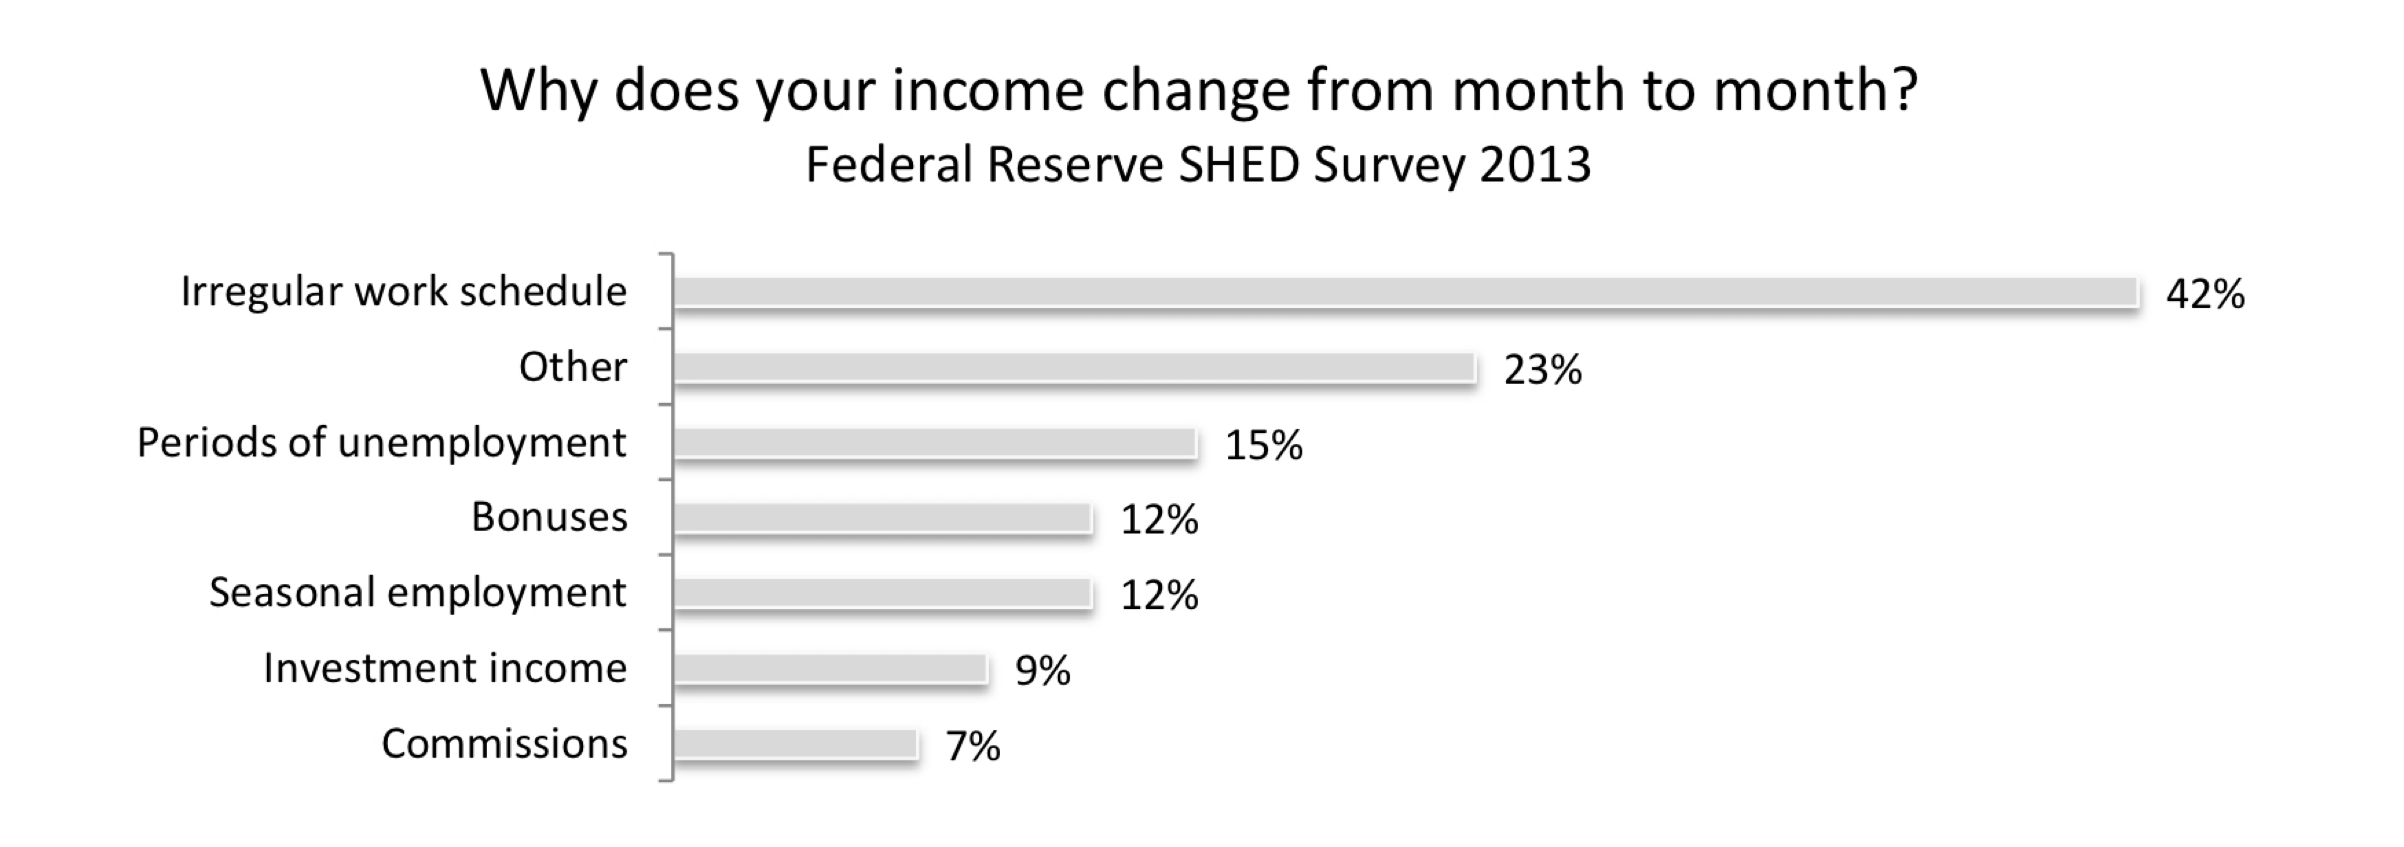 Why does your income change from month to month?
Federal Reserve SHED Survey 2013
Irregular work schedule 42%
Other 23%
Periods of unemployment 15%
Bonuses 12%
Seasonal employment 12%
Investment income 9%
Commissions 7%